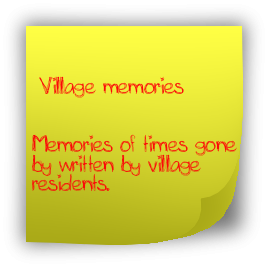 Village memories
Memories of times gone
by written by village
residents.